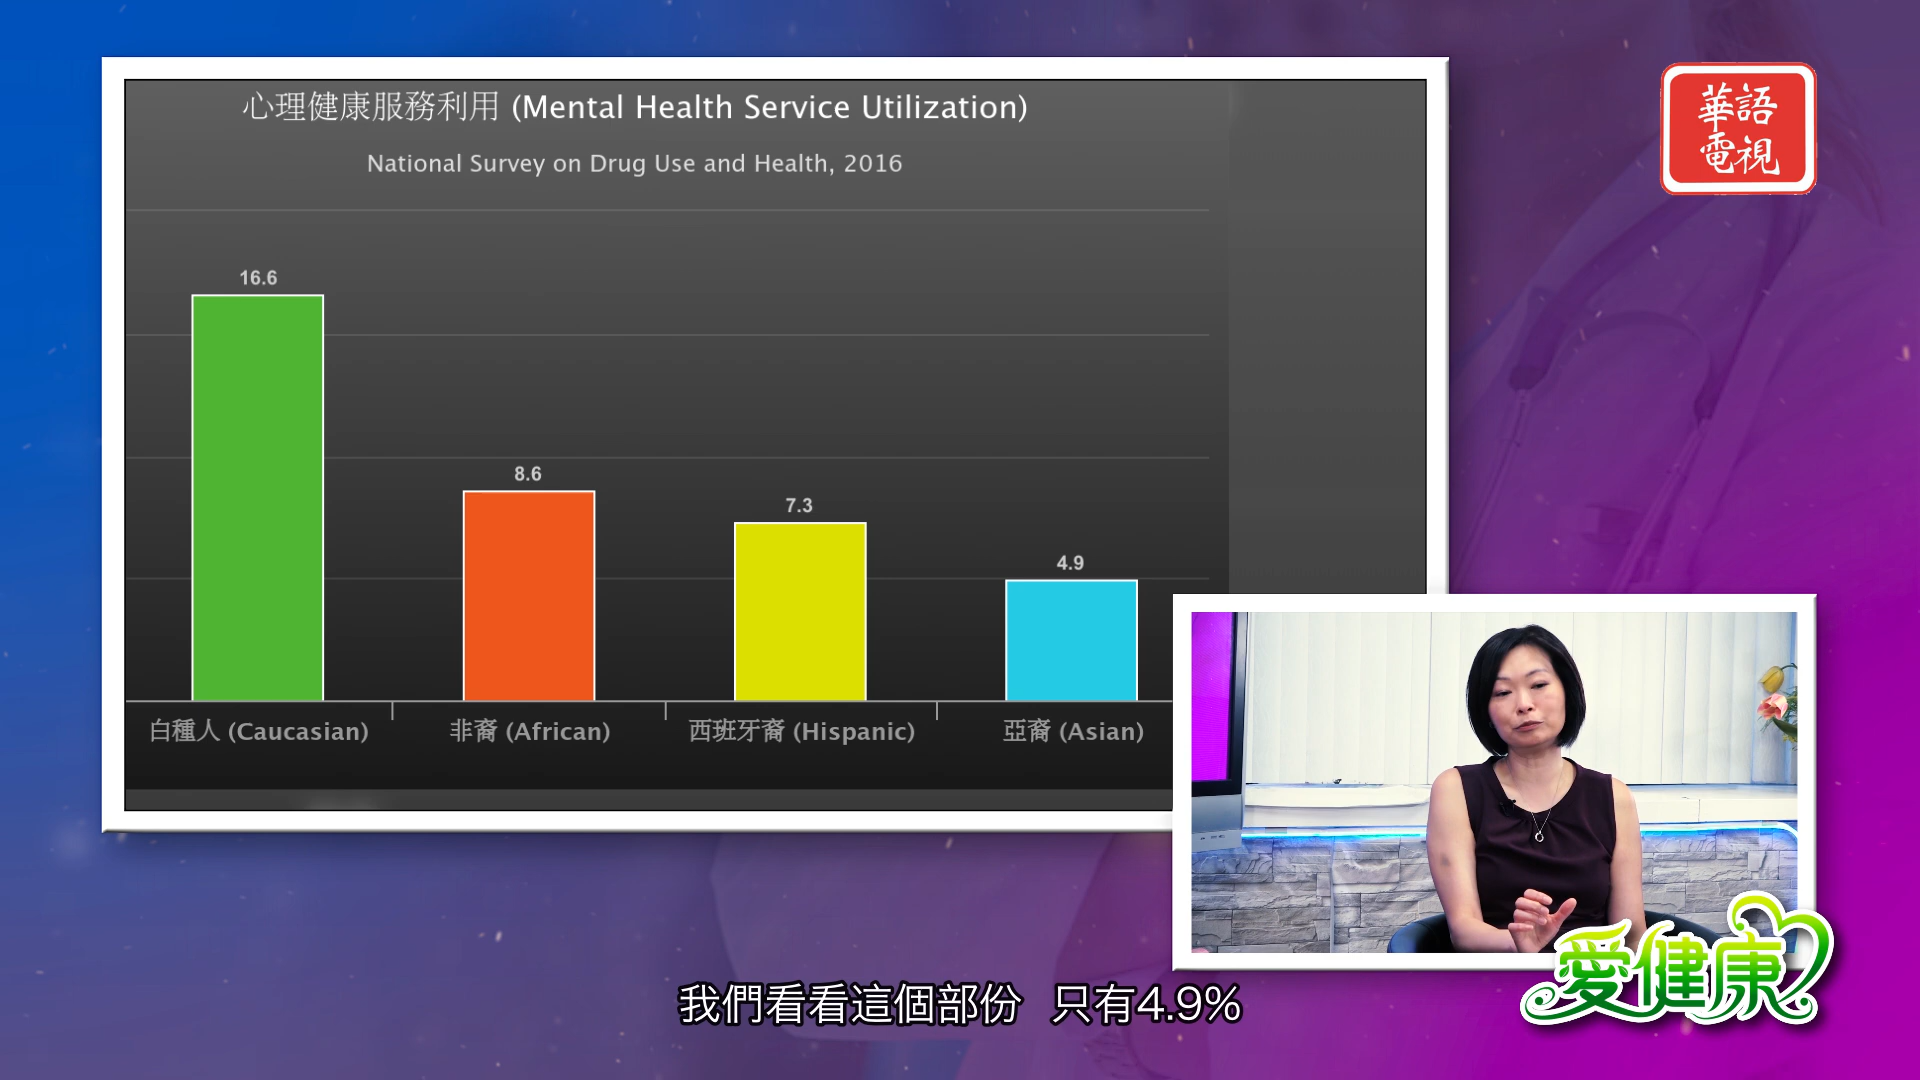 心理健康服務利用 (Mental Health Service Utilization)
National Survey on Drug Use and Health, 2016
華語
電視
16.6
8.6
7.3
4.9
白種人 (Caucasian)
非裔 (African)
西班牙裔 (Hispanic)
亞裔 (Asian)
愛健康
我們看看這個部份 只有4.9%